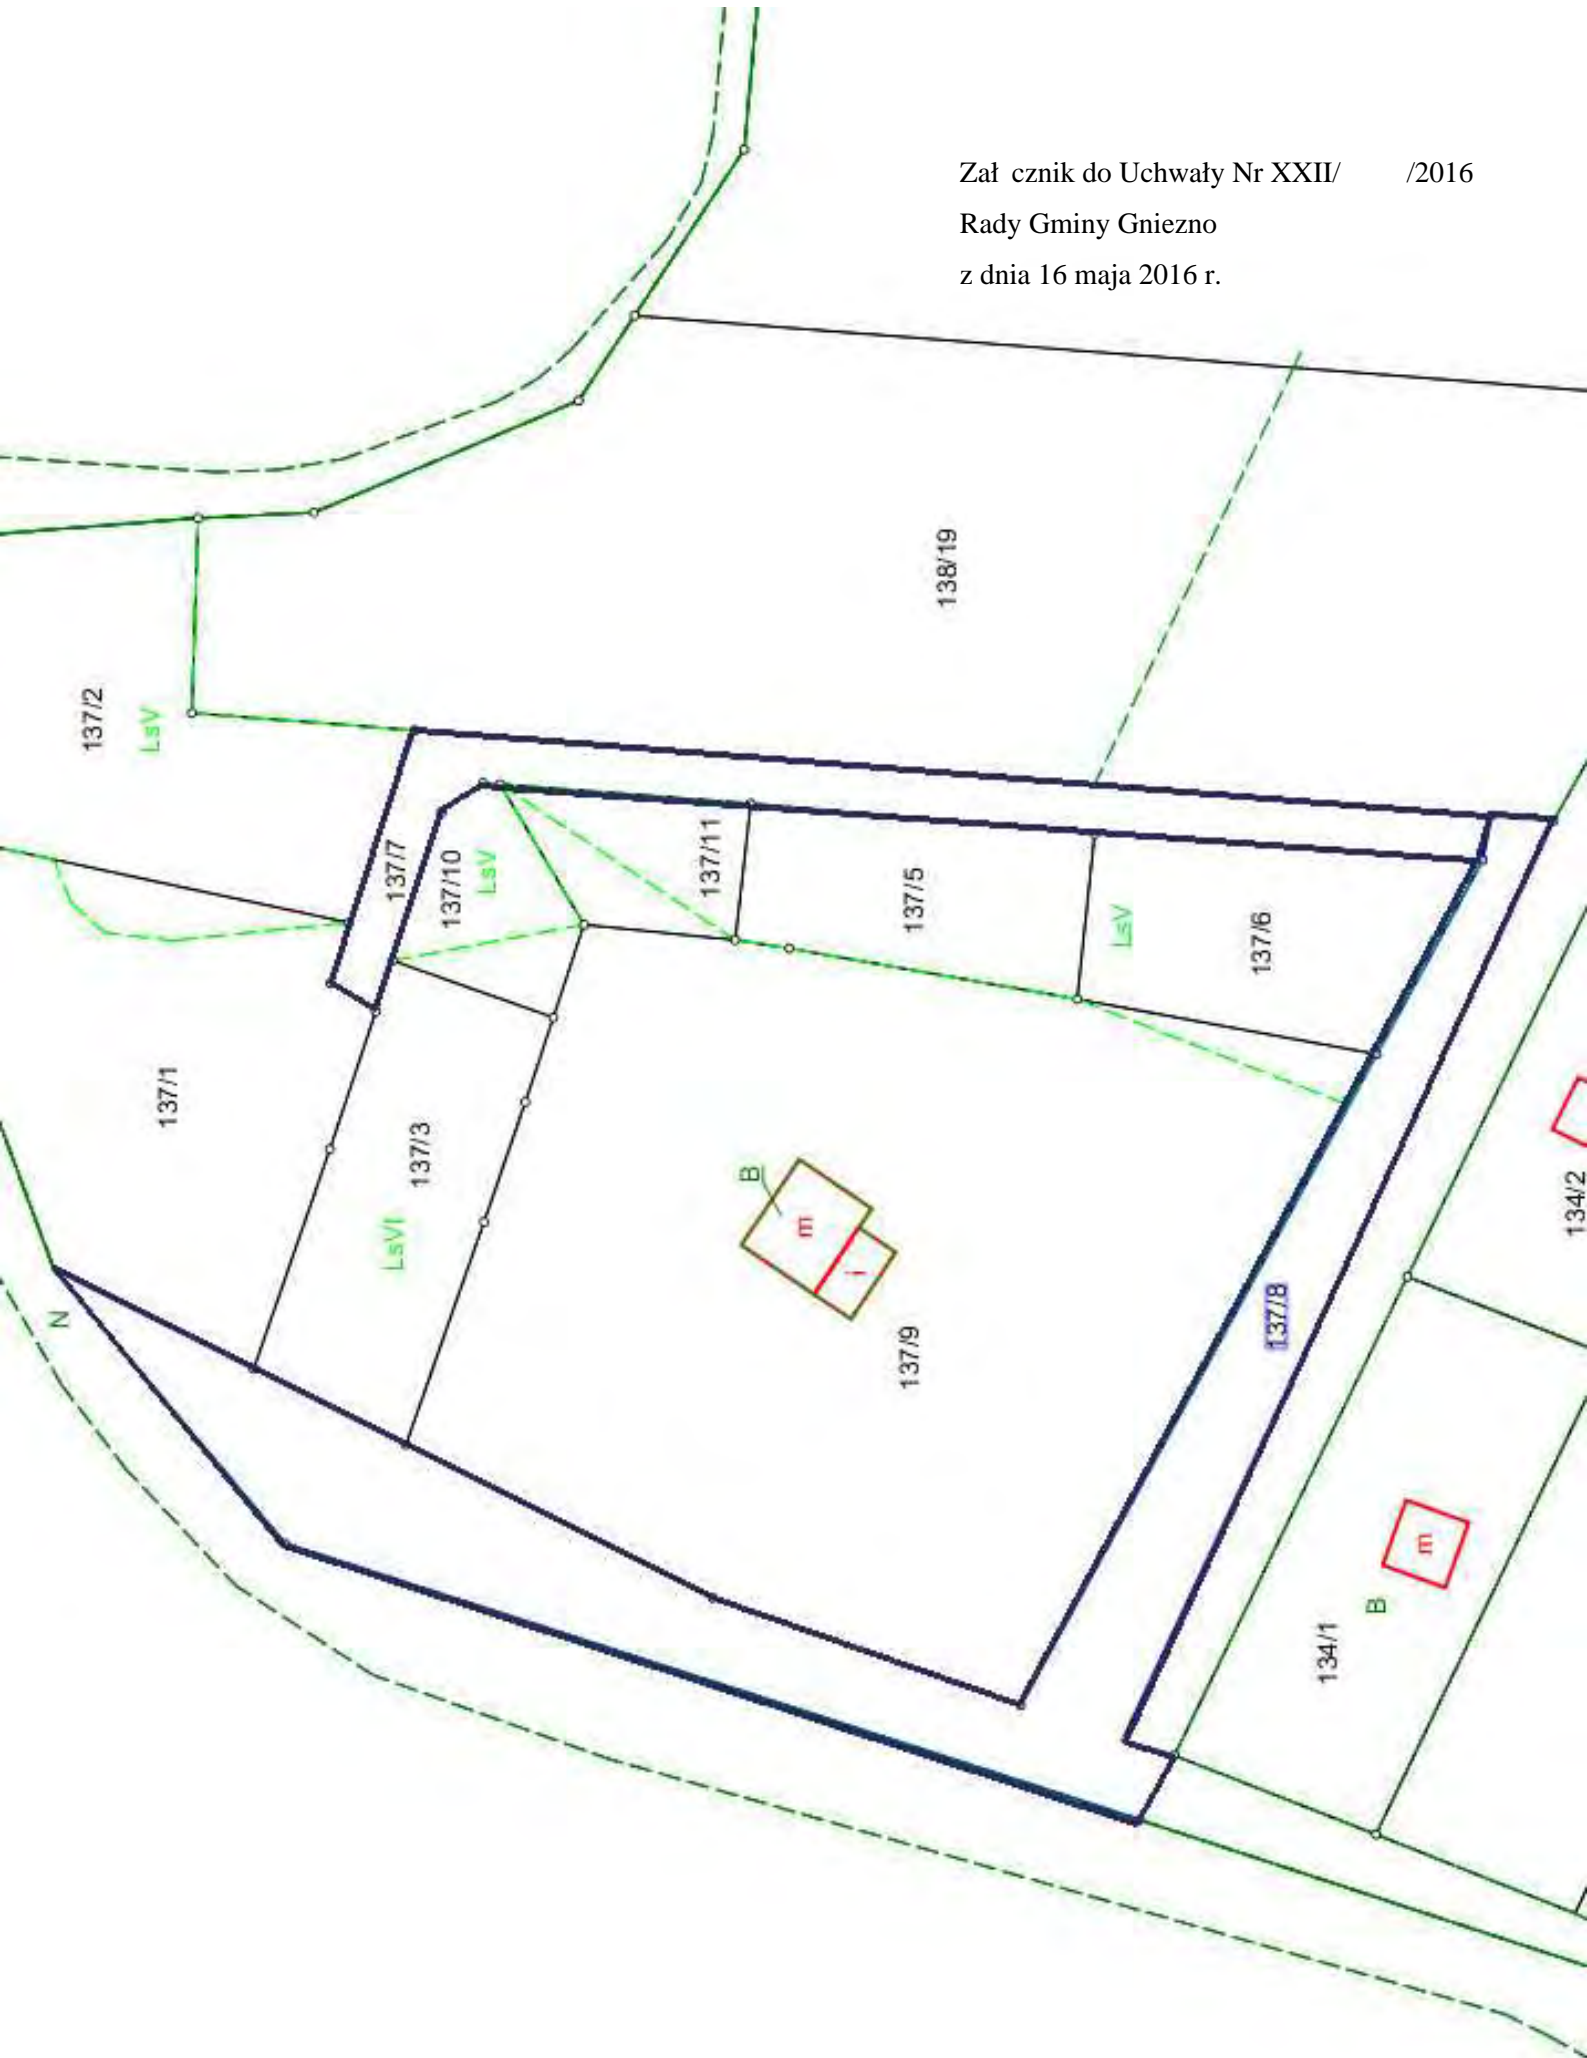 Zał cznik do Uchwały Nr XXII/ /2016
Rady Gminy Gniezno
z dnia 16 maja 2016 r.
138/19
137/2
LsV
137/7
137/10
LsV
137/11
137/5
LsV
137/6
137/1
137/3
LsVI
B
m
i
137/9
N
137/8
134/2
134/1
B
m